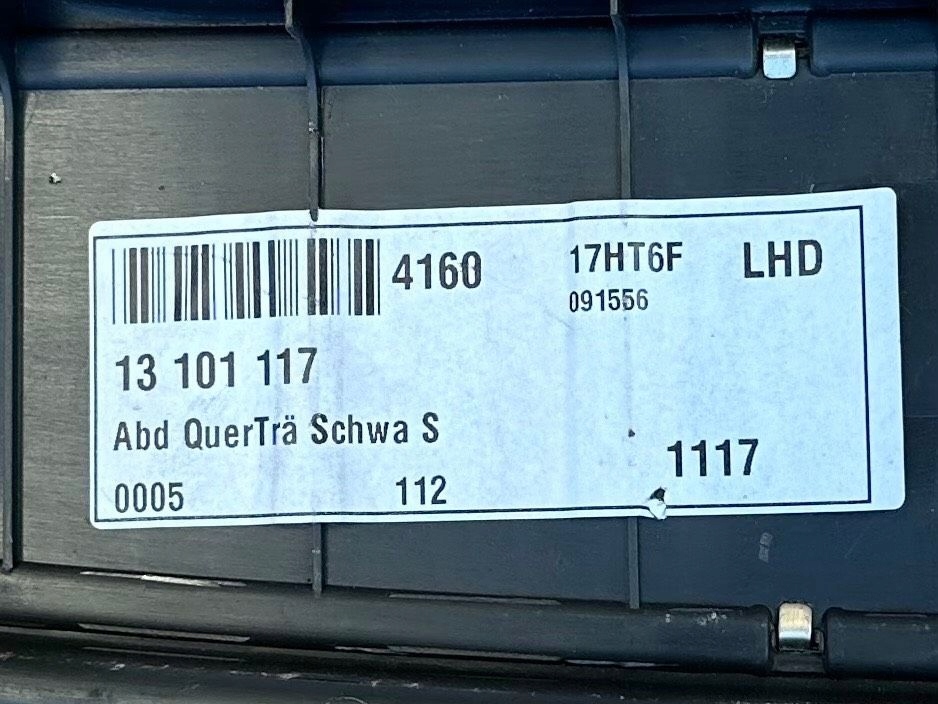 4160 17HT6F LHD
091556
13 101 117
Abd QuerTrä Schwa S
1117
0005 112